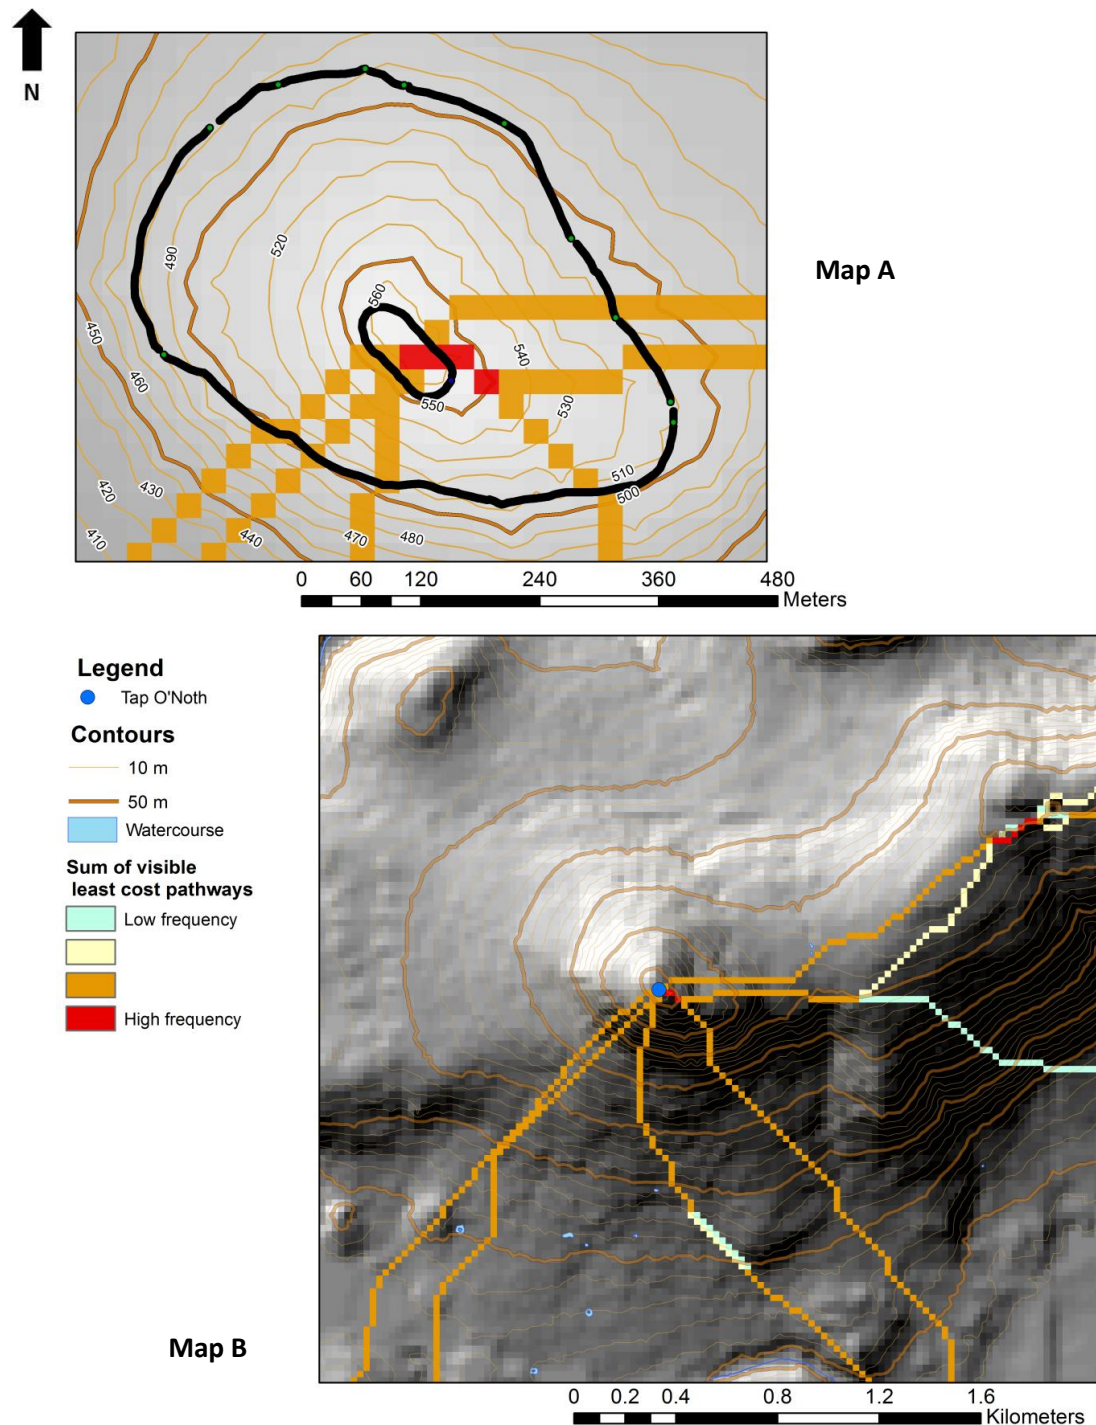 N
Map A
490
520
560
540
550
530
450
460
510
500
420
430
410
440
470
480
0 60 120 240 360 480
Meters
Legend
Tap O'Noth
Contours
10 m
50 m
Watercourse
Sum of visible
least cost pathways
Low frequency
High frequency
Map B
0 0.2 0.4 0.8 1.2 1.6
Kilometers